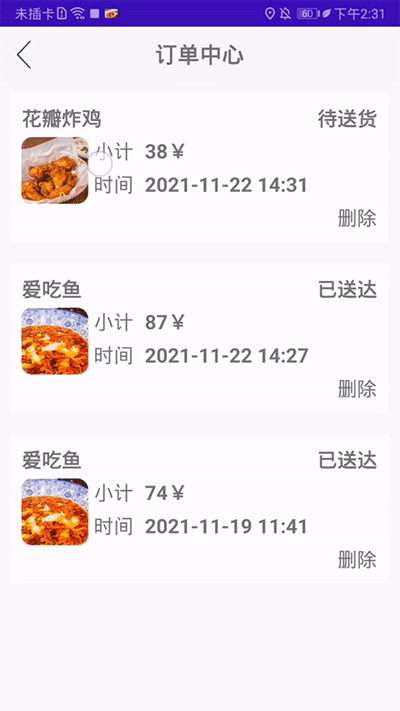 未插卡 60 下午2:31
订单中心
花瓣炸鸡 待送货
小计 38￥
时间 2021-11-22 14:31
删除
爱吃鱼 已送达
小计 87￥
时间 2021-11-22 14:27
删除
爱吃鱼 已送达
小计 74￥
时间 2021-11-19 11:41
删除